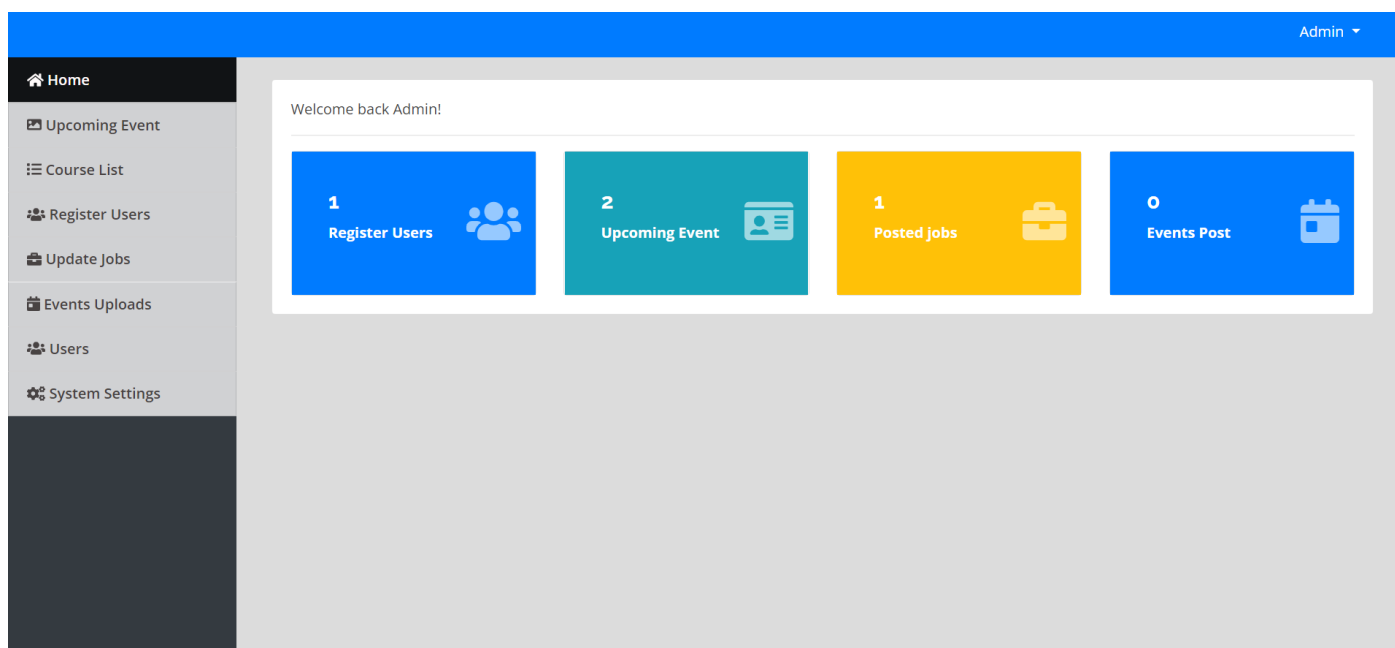 Admin
Home
Upcoming Event
Course List
Register Users
Update Jobs
Events Uploads
Users
System Settings
Welcome back Admin!
1
Register Users
2
Upcoming Event
1
Posted jobs
0
Events Post